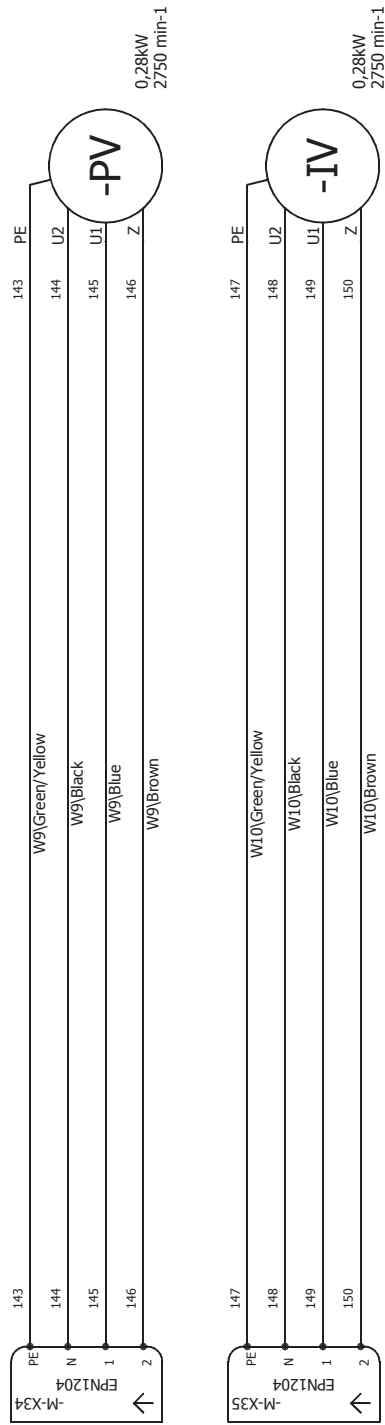 0,28kW
2750 min-1
-PV
PE
U2
U1
Z
143
144
145
146
W9\Green/Yellow
W9\Black
W9\Blue
W9\Brown
143
144
145
146
PE
N
1
2
EPN1204
-M-X34
0,28kW
2750 min-1
-IV
PE
U2
U1
Z
147
148
149
150
W10\Green/Yellow
W10\Black
W10\Blue
W10\Brown
147
148
149
150
PE
N
1
2
EPN1204
-M-X35